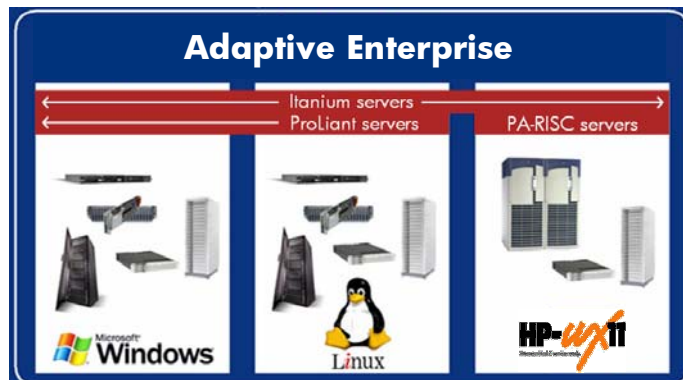 Adaptive Enterprise
Itanium servers
ProLiant servers
PA-RISC servers
Microsoft
Windows
Linux
HP-ux11